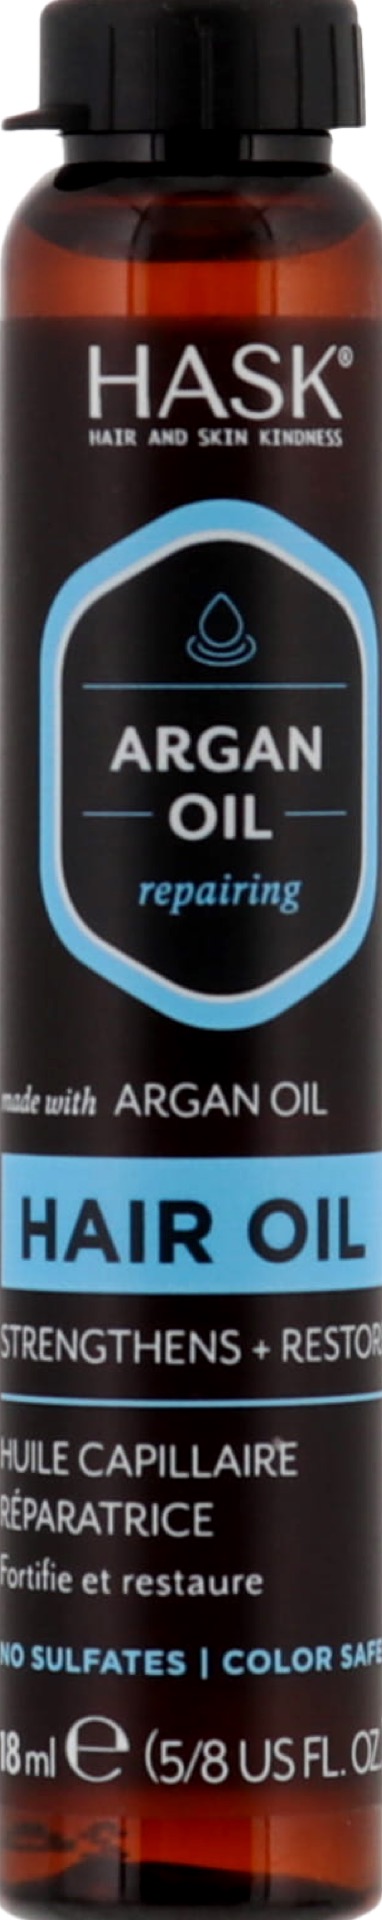 HASK®
HAIR AND SKIN KINDNESS
ARGAN
OIL
repairing
made with ARGAN OIL
HAIR OIL
STRENGTHENS + RESTOR
HUILE CAPILLAIRE
RÉPARATRICE
Fortifie et restaure
NO SULFATES | COLOR SAFE
18 ml ℮ (5/8 US FL. OZ.